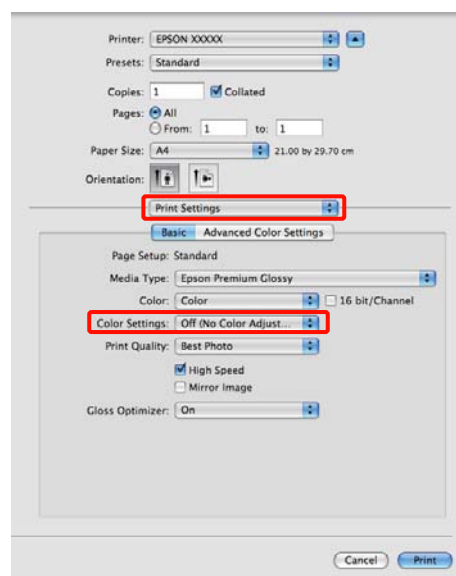 Printer: EPSON XXXXX
Presets: Standard
Copies: 1 Collated
Pages: All
From: 1 to: 1
Paper Size: A4 21.00 by 29.70 cm
Orientation:
Print Settings
Basic Advanced Color Settings
Page Setup: Standard
Media Type: Epson Premium Glossy
Color: Color 16 bit/Channel
Color Settings: Off (No Color Adjust...
Print Quality: Best Photo
High Speed
Mirror Image
Gloss Optimizer: On
Cancel Print